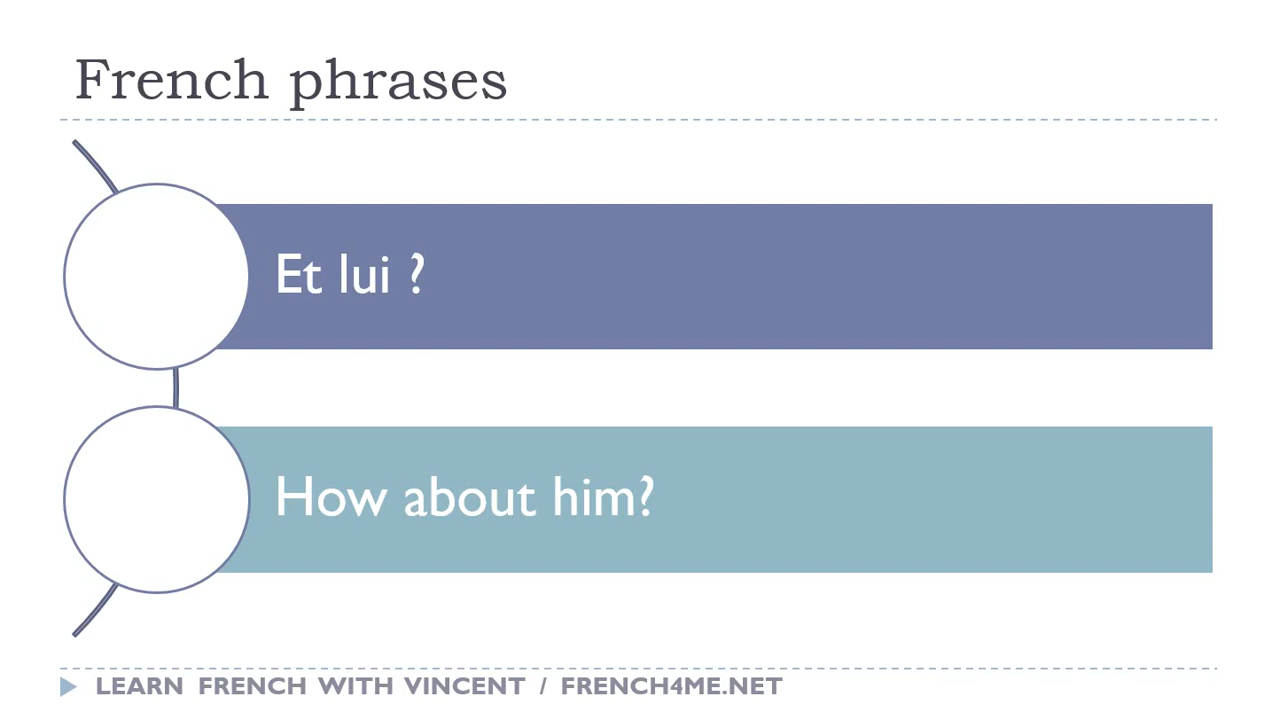 French phrases
Et lui ?
How about him?
LEARN FRENCH WITH VINCENT / FRENCH4ME.NET